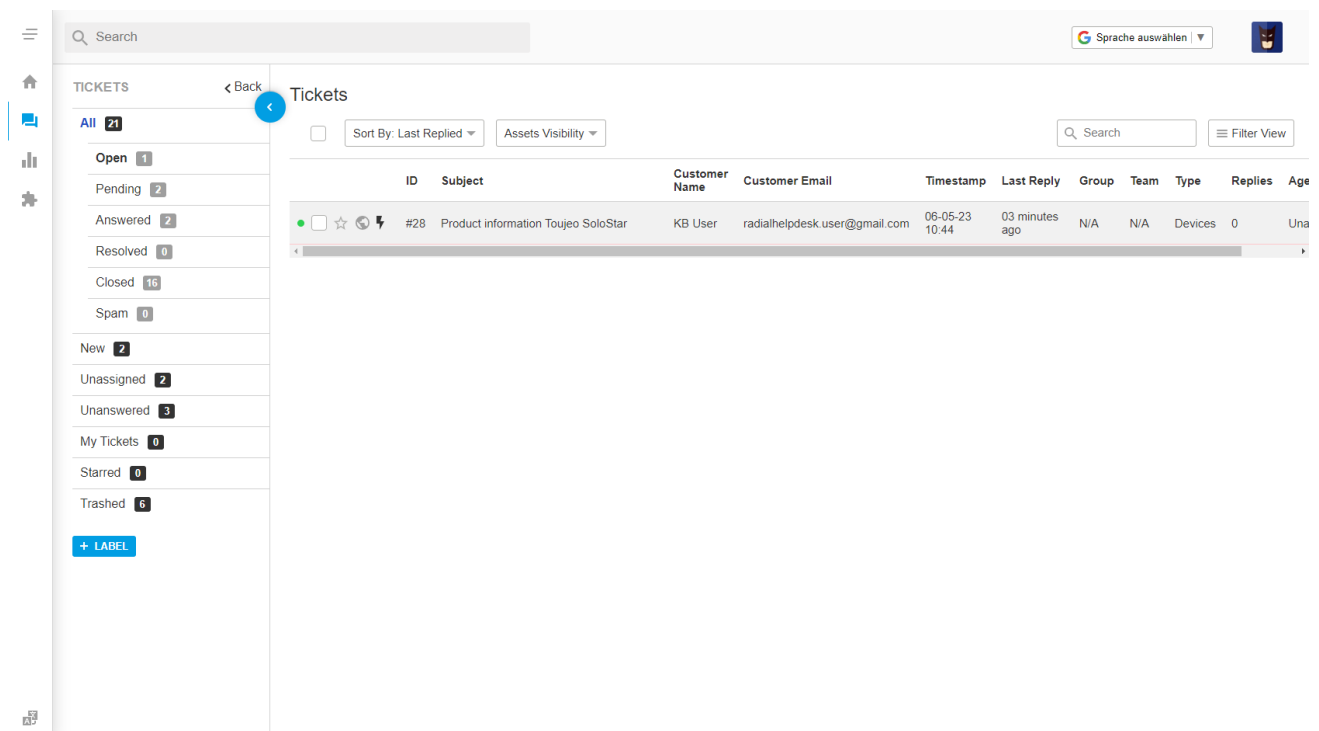 Search
Sprache auswählen | ▼
TICKETS
Back
All 21
Open 1
Pending 2
Answered 2
Resolved 0
Closed 16
Spam 0
New 2
Unassigned 2
Unanswered 3
My Tickets 0
Starred 0
Trashed 6
+ LABEL
Tickets
Sort By: Last Replied
Assets Visibility
Search
Filter View
ID Subject Customer Name Customer Email Timestamp Last Reply Group Team Type Replies Age
#28 Product information Toujeo SoloStar KB User radialhelpdesk.user@gmail.com 06-05-23 10:44 03 minutes ago N/A N/A Devices 0 Una